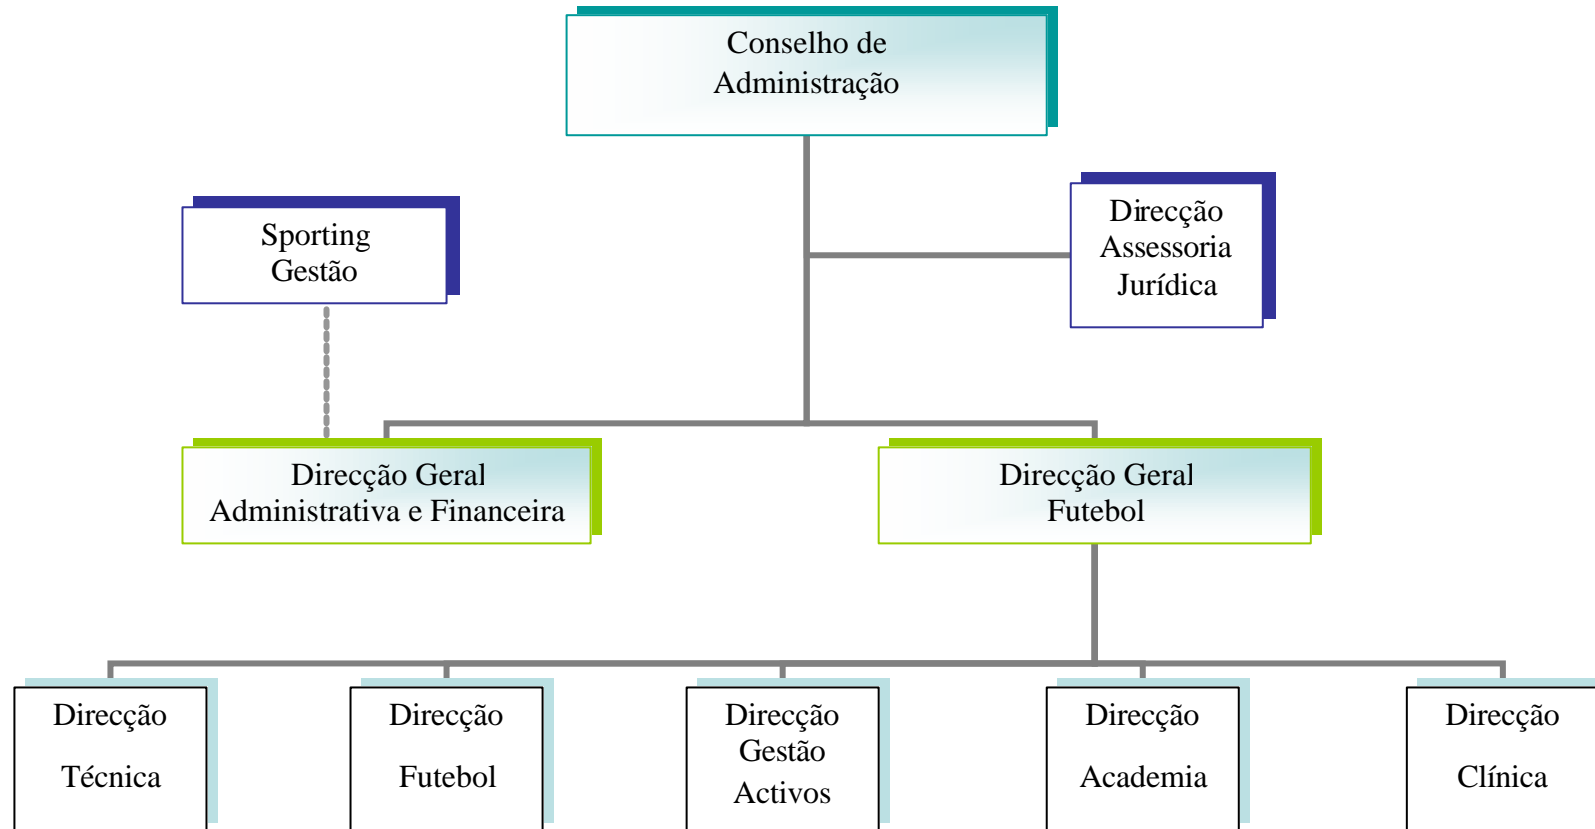 Conselho de
Administração
Direcção
Assessoria
Jurídica
Sporting
Gestão
Direcção Geral
Administrativa e Financeira
Direcção Geral
Futebol
Direcção
Técnica
Direcção
Futebol
Direcção
Gestão
Activos
Direcção
Academia
Direcção
Clínica